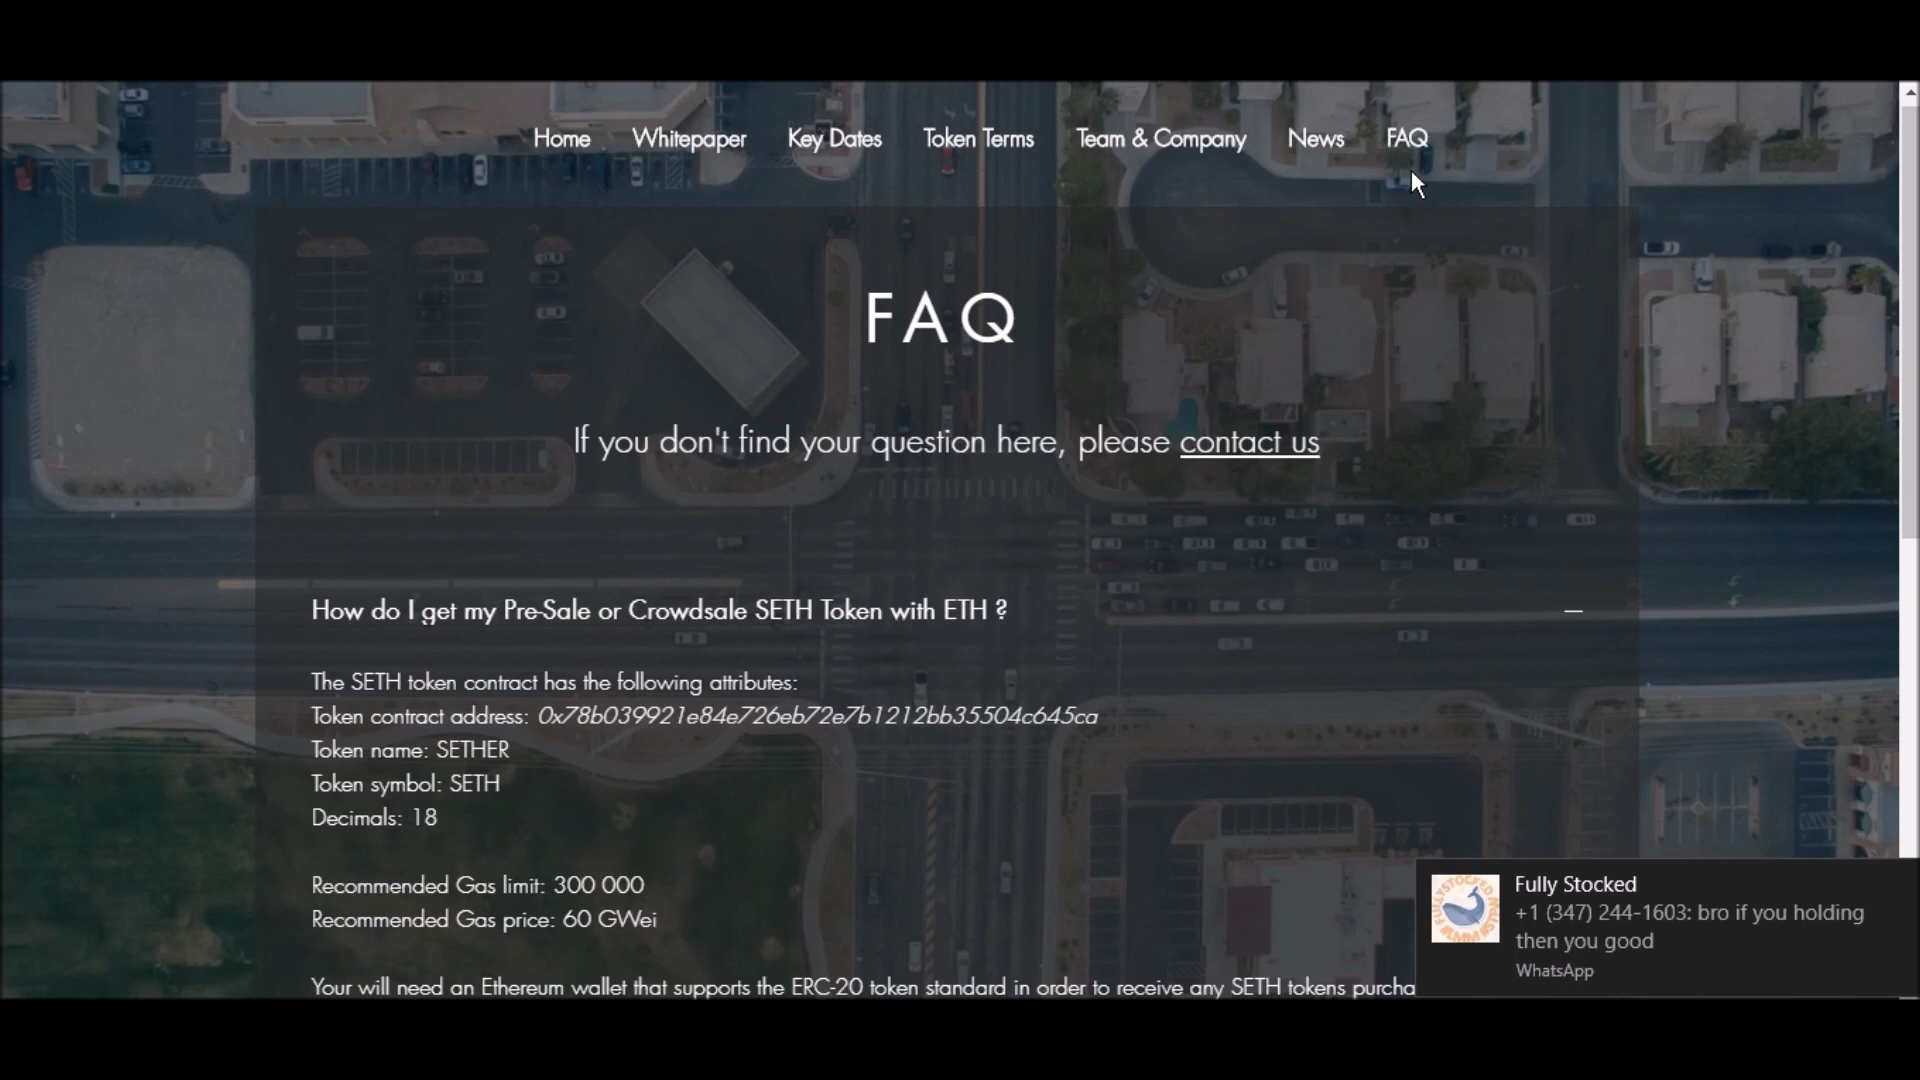 Home Whitepaper Key Dates Token Terms Team & Company News FAQ
FAQ
If you don't find your question here, please contact us
How do I get my Pre-Sale or Crowdsale SETH Token with ETH ?
The SETH token contract has the following attributes:
Token contract address: 0x78b039921e84e726eb72e7b1212bb35504c645ca
Token name: SETHER
Token symbol: SETH
Decimals: 18
Recommended Gas limit: 300 000
Recommended Gas price: 60 GWei
Your will need an Ethereum wallet that supports the ERC-20 token standard in order to receive any SETH tokens purcha
Fully Stocked
+1 (347) 244-1603: bro if you holding
then you good
WhatsApp